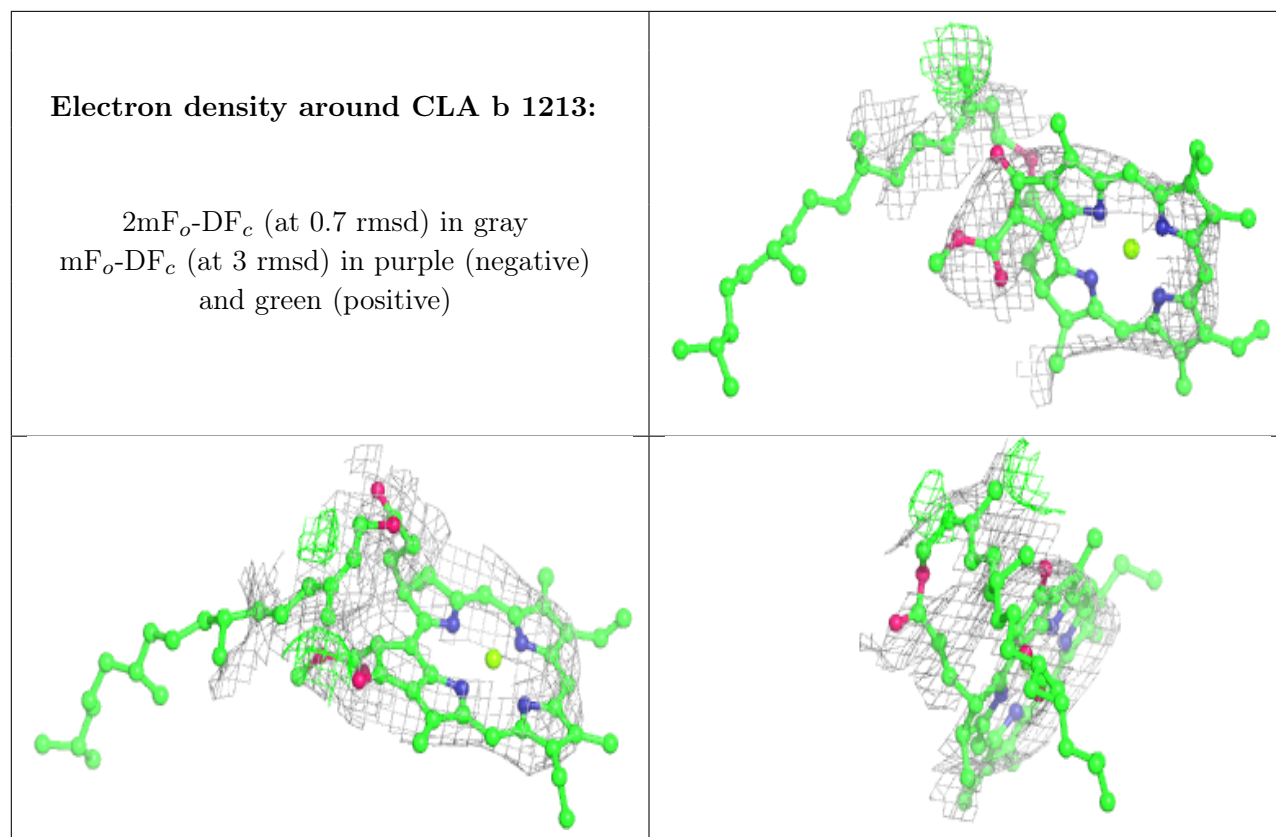 Electron density around CLA b 1213:
2mF$_o$-DF$_c$ (at 0.7 rmsd) in gray
mF$_o$-DF$_c$ (at 3 rmsd) in purple (negative)
and green (positive)